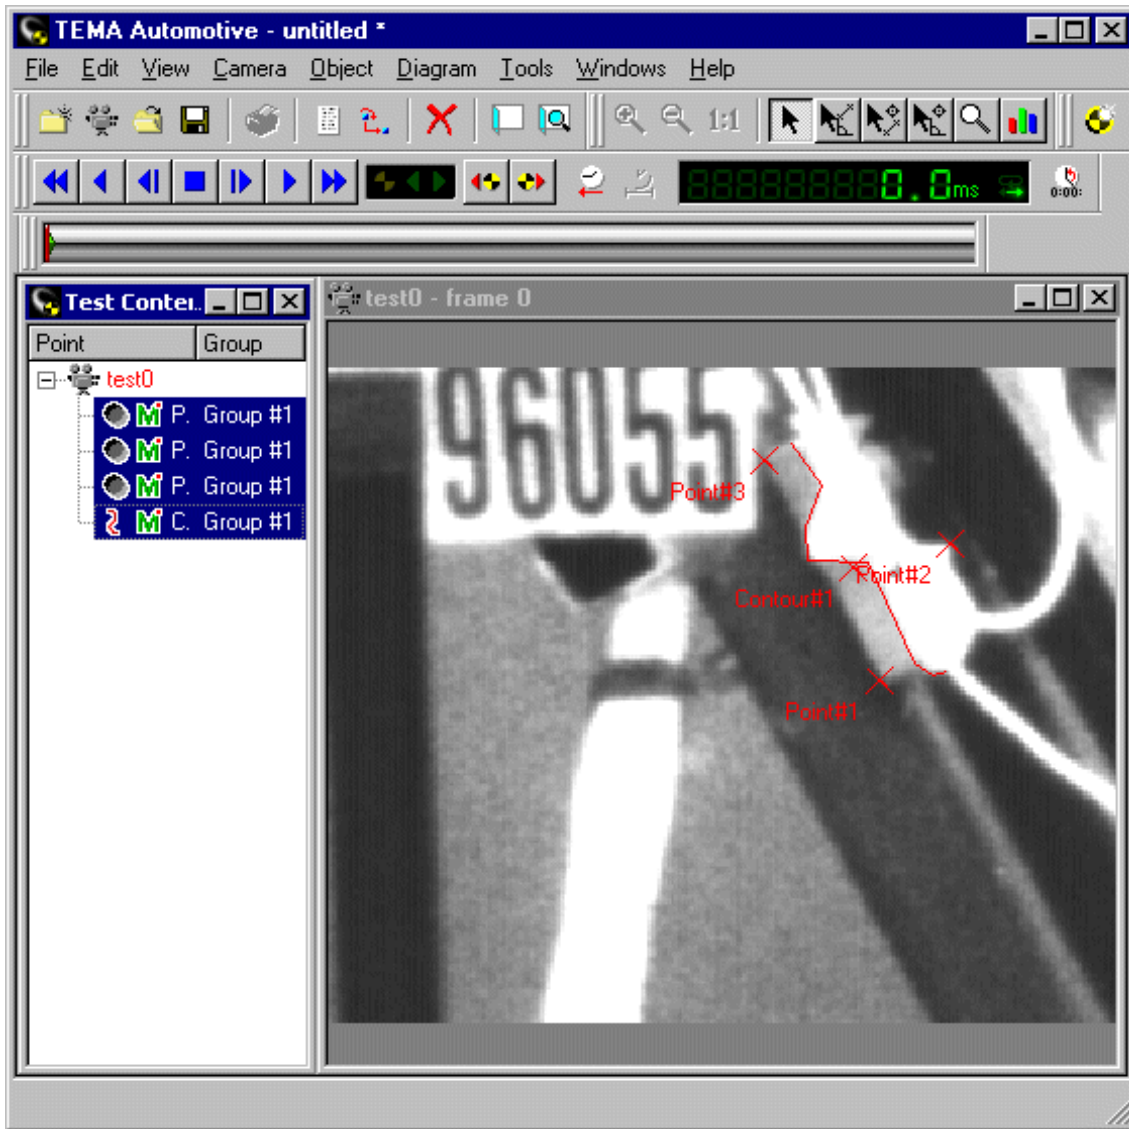 TEMA Automotive - untitled *
File Edit View Camera Object Diagram Tools Windows Help
1:1
0.0ms
0:00:
Test Conter..
test0 - frame 0
Point Group
test0
P. Group #1
P. Group #1
P. Group #1
C. Group #1
96055
Point#3
Point#2
Contour#1
Point#1